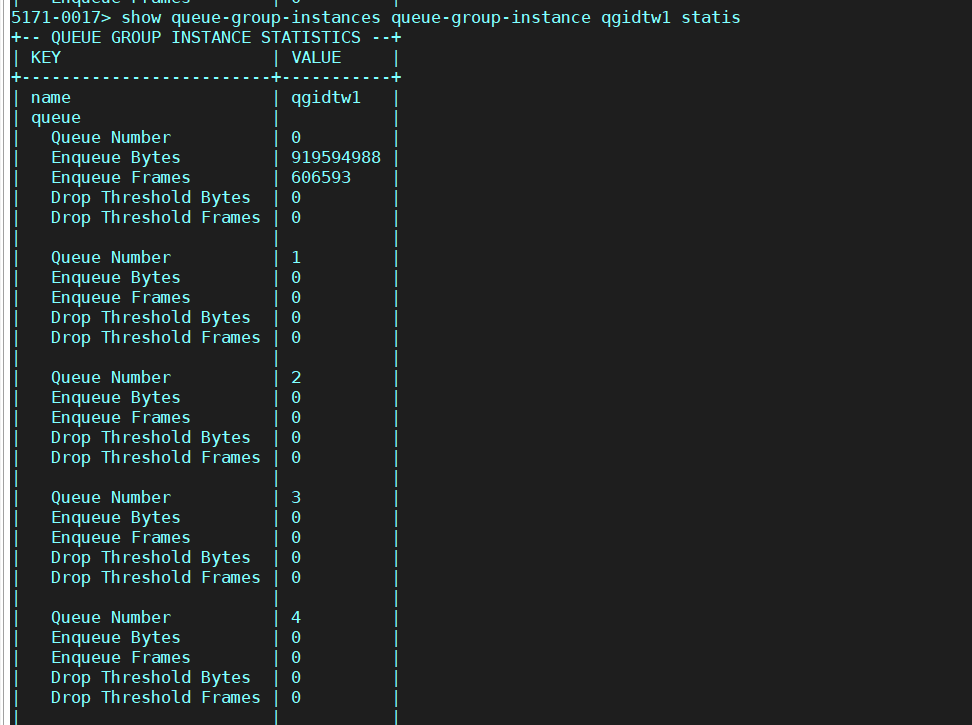 Enqueue Frames | 0 |
5171-0017> show queue-group-instances queue-group-instance qgidtw1 statis
+-- QUEUE GROUP INSTANCE STATISTICS --+
| KEY                     | VALUE     |
+-------------------------+-----------+
| name                    | qgidtw1   |
| queue                   |           |
|   Queue Number          | 0         |
|   Enqueue Bytes         | 919594988 |
|   Enqueue Frames        | 606593    |
|   Drop Threshold Bytes  | 0         |
|   Drop Threshold Frames | 0         |
|                         |           |
|   Queue Number          | 1         |
|   Enqueue Bytes         | 0         |
|   Enqueue Frames        | 0         |
|   Drop Threshold Bytes  | 0         |
|   Drop Threshold Frames | 0         |
|                         |           |
|   Queue Number          | 2         |
|   Enqueue Bytes         | 0         |
|   Enqueue Frames        | 0         |
|   Drop Threshold Bytes  | 0         |
|   Drop Threshold Frames | 0         |
|                         |           |
|   Queue Number          | 3         |
|   Enqueue Bytes         | 0         |
|   Enqueue Frames        | 0         |
|   Drop Threshold Bytes  | 0         |
|   Drop Threshold Frames | 0         |
|                         |           |
|   Queue Number          | 4         |
|   Enqueue Bytes         | 0         |
|   Enqueue Frames        | 0         |
|   Drop Threshold Bytes  | 0         |
|   Drop Threshold Frames | 0         |
|                         |           |